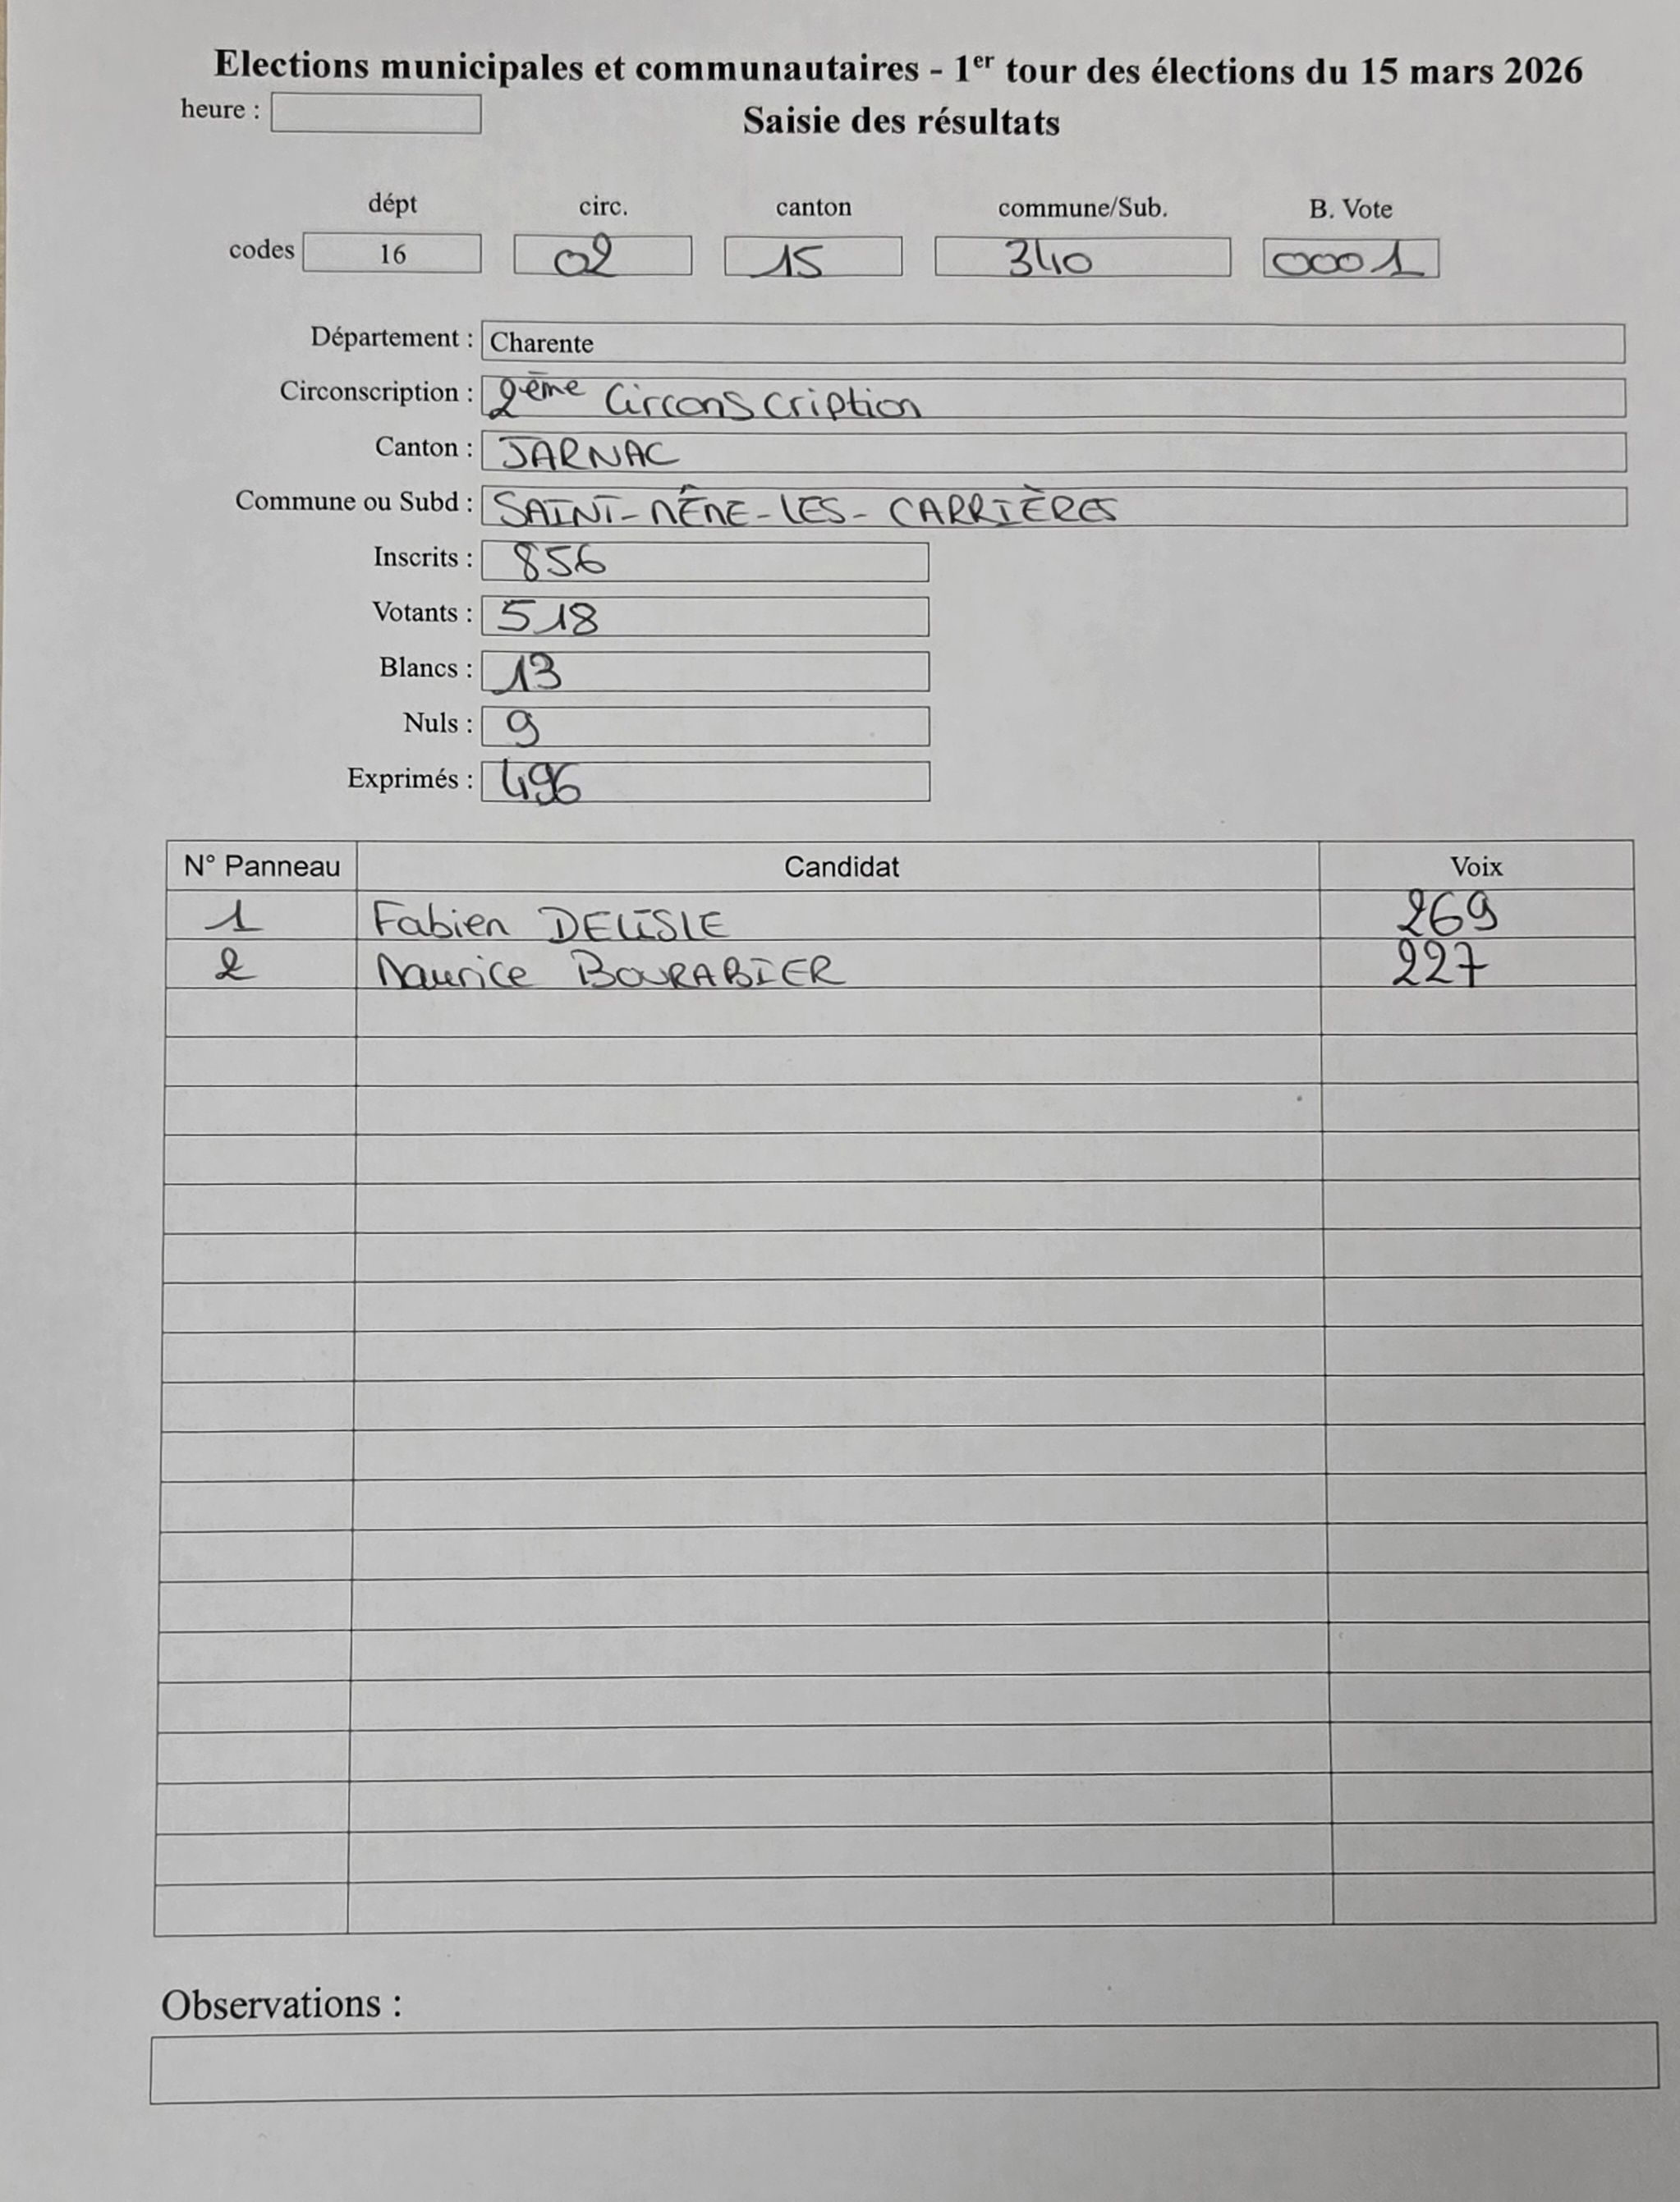 Elections municipales et communautaires - 1er tour des élections du 15 mars 2026
heure :
Saisie des résultats
dépt circ. canton commune/Sub. B. Vote
codes 16 02 15 340 0001
Département : Charente
Circonscription : 2ème Circonscription
Canton : JARNAC
Commune ou Subd : SAINT-MÊME-LES-CARRIÈRES
Inscrits : 856
Votants : 518
Blancs : 13
Nuls : 9
Exprimés : 496
N° Panneau Candidat Voix
1 Fabien DELISLE 269
2 Maurice BOURABIER 227
Observations :